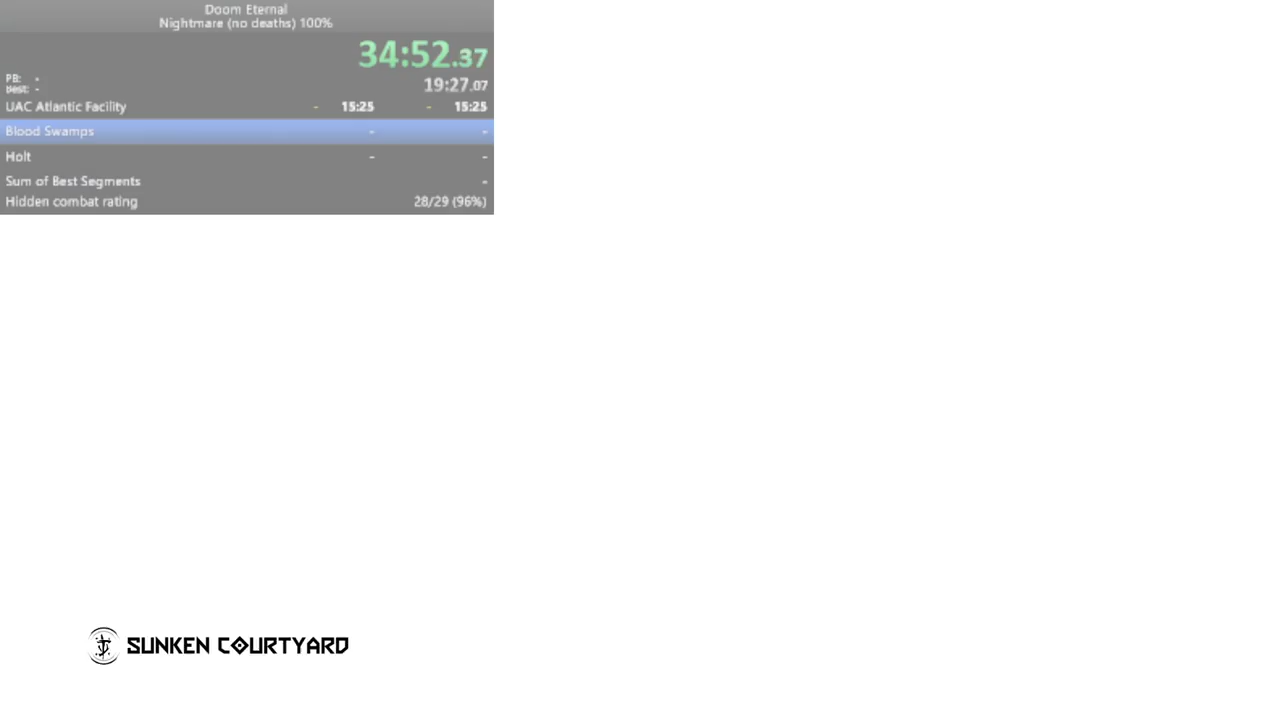 Doom Eternal
Nightmare (no deaths) 100%
34:52.37
PB: -
Best: -
19:27.07
UAC Atlantic Facility - 15:25 - 15:25
Blood Swamps - -
Holt - -
Sum of Best Segments -
Hidden combat rating 28/29 (96%)
SUNKEN COURTYARD